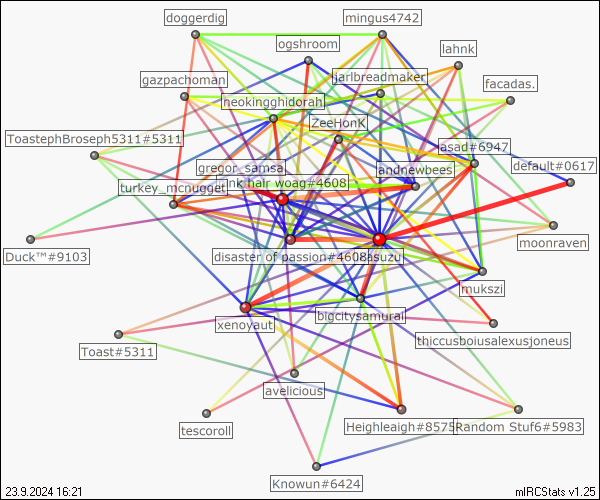 doggerdig
mingus4742
ogshroom
lahnk
gazpachoman
jarlbreadmaker
facadas.
heokingghidorah
ZeeHonK
ToastephBroseph5311#5311
asad#6947
default#0617
gregor_samsa
andnewbees
turkey_mcnugget
ink hair woag#4608
Duck™#9103
disaster of passion#4608
asuzu
moonraven
mukszi
xenoyaut
bigcitysamurai
thiccusboiusalexusjoneus
Toast#5311
avelicious
tescoroll
Heighleaigh#8575
Random Stuf6#5983
Knowun#6424
23.9.2024 16:21
mIRCStats v1.25